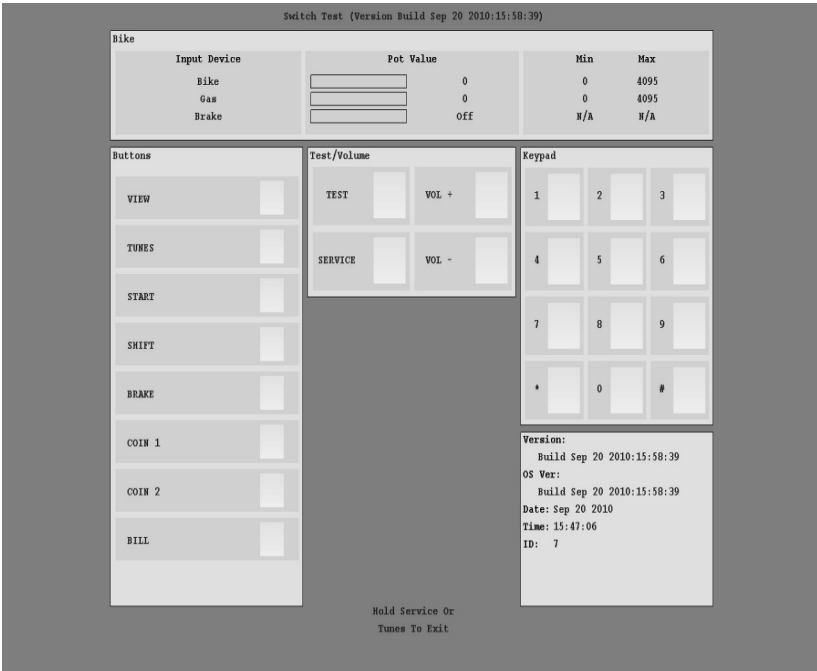 Switch Test (Version Build Sep 20 2010:15:58:39)
Bike
Input Device Pot Value Min Max
Bike 0 0 4095
Gas 0 0 4095
Brake Off N/A N/A
Buttons
VIEW
TUNES
START
SHIFT
BRAKE
COIN 1
COIN 2
BILL
Test/Volume
TEST VOL +
SERVICE VOL -
Keypad
1 2 3
4 5 6
7 8 9
* 0 #
Version:
Build Sep 20 2010:15:58:39
OS Ver:
Build Sep 20 2010:15:58:39
Date: Sep 20 2010
Time: 15:47:06
ID: 7
Hold Service Or
Tunes To Exit